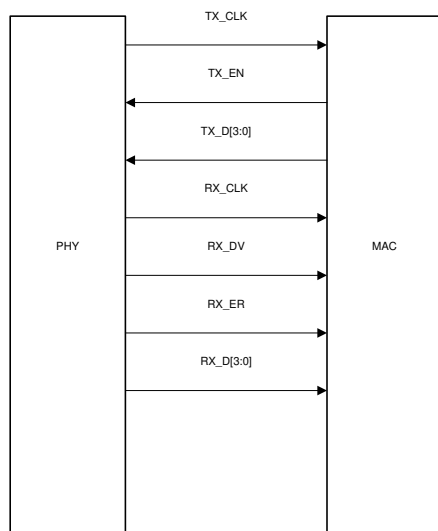 TX_CLK
TX_EN
TX_D[3:0]
RX_CLK
PHY
RX_DV
MAC
RX_ER
RX_D[3:0]